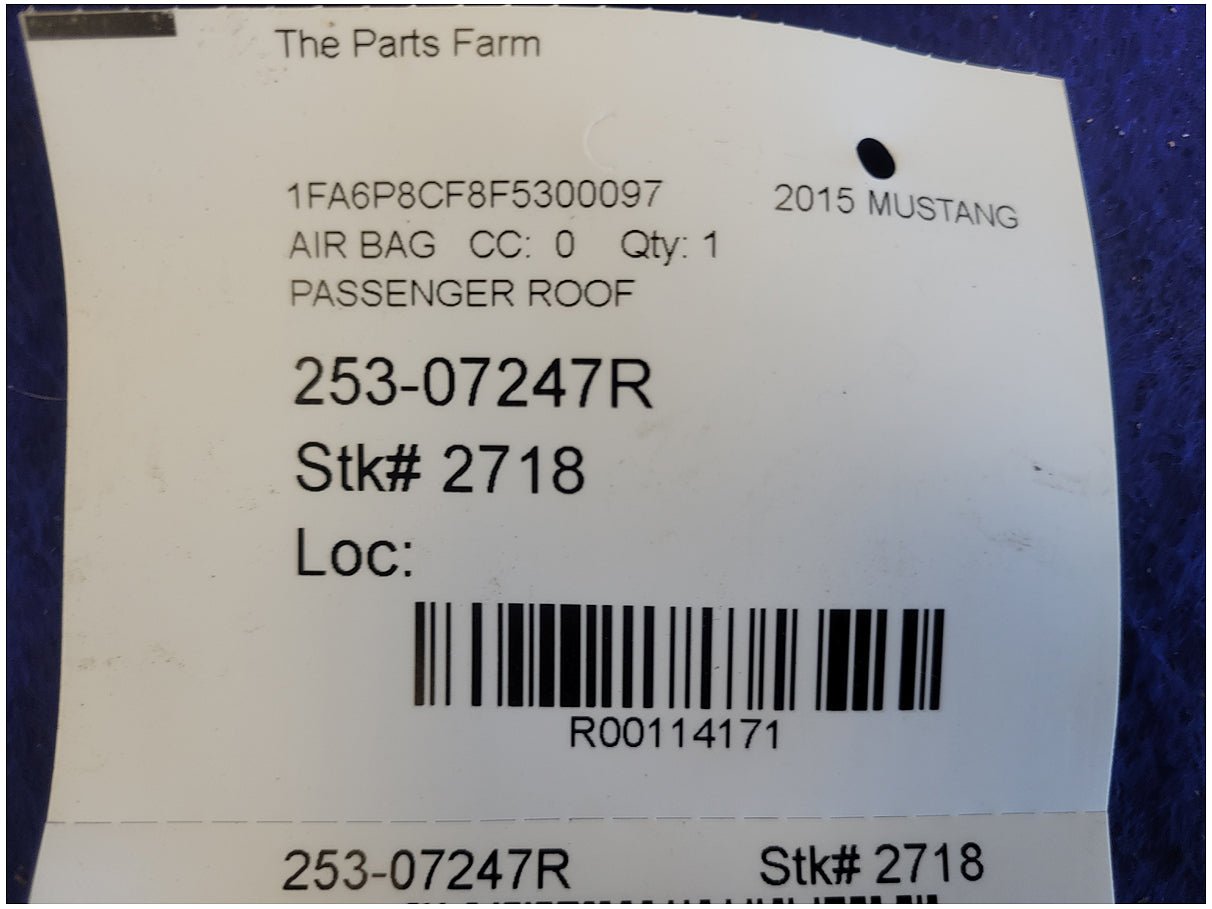 The Parts Farm
1FA6P8CF8F5300097 2015 MUSTANG
AIR BAG CC: 0 Qty: 1
PASSENGER ROOF
253-07247R
Stk# 2718
Loc:
R00114171
253-07247R Stk# 2718